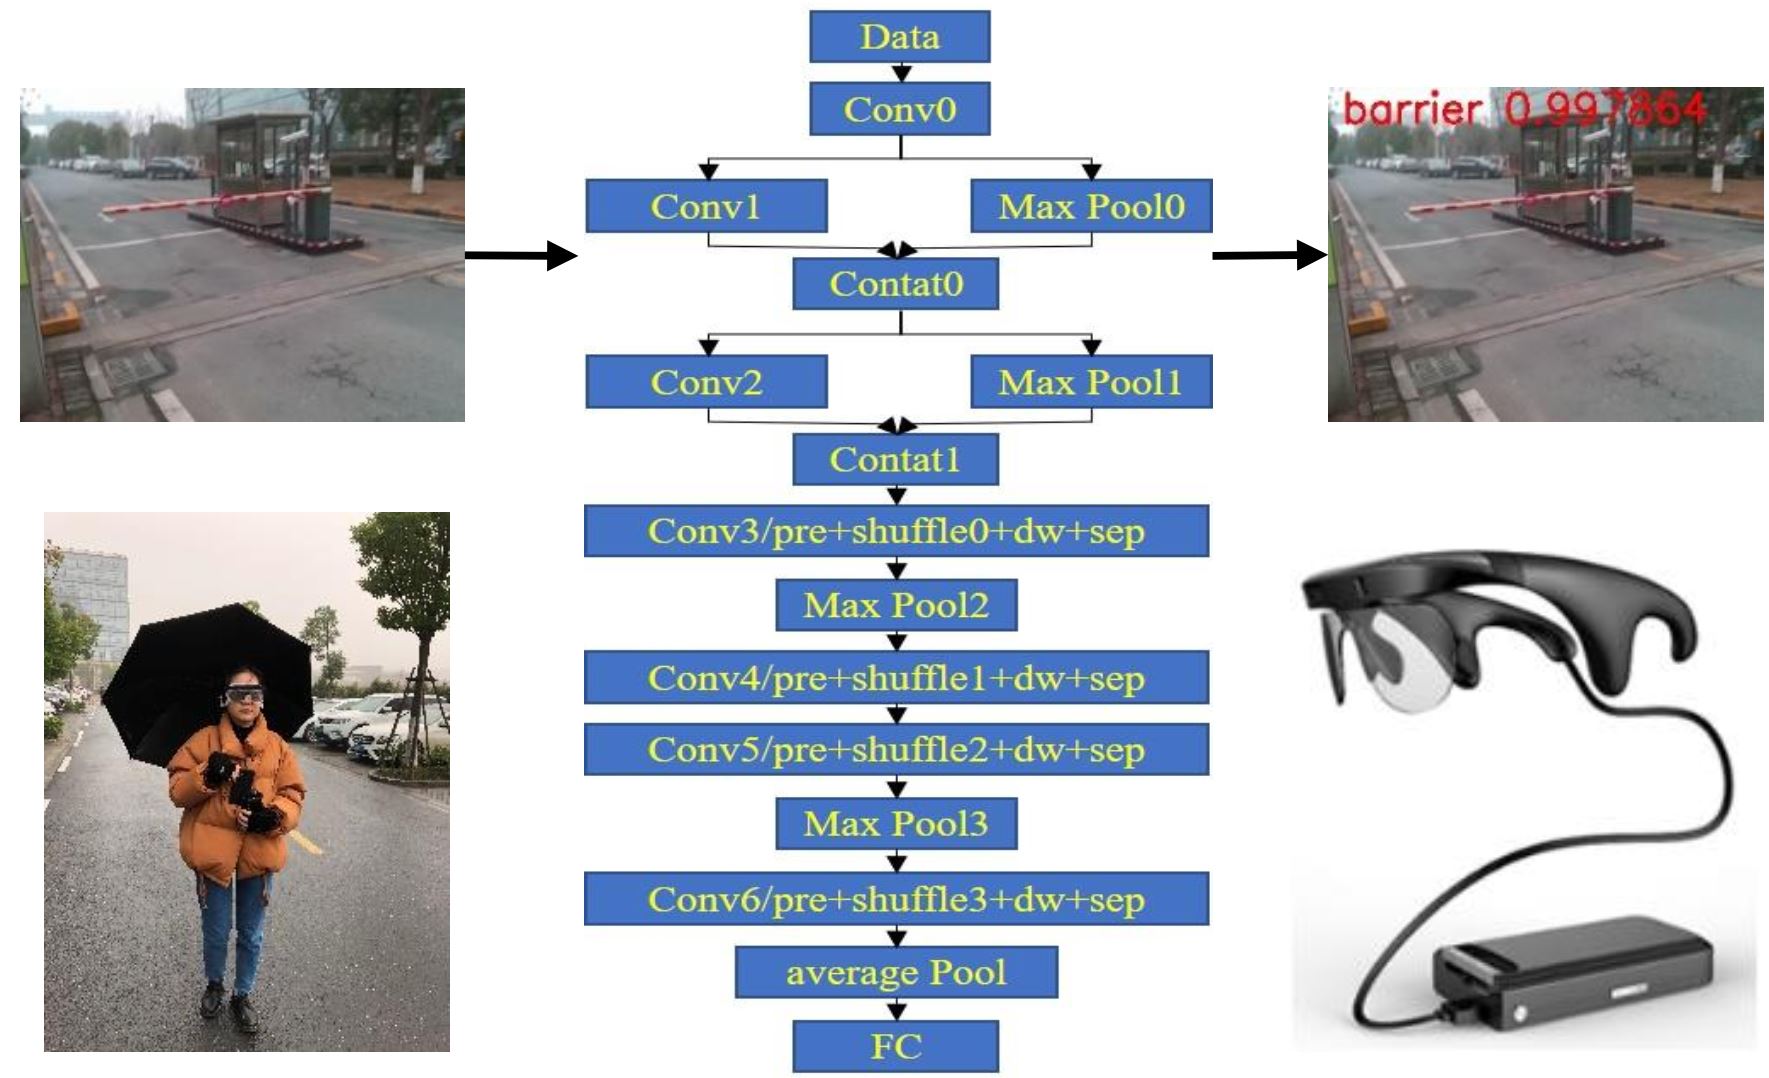 Data
Conv0
Conv1
Max Pool0
Contat0
Conv2
Max Pool1
Contat1
Conv3/pre+shuffle0+dw+sep
Max Pool2
Conv4/pre+shuffle1+dw+sep
Conv5/pre+shuffle2+dw+sep
Max Pool3
Conv6/pre+shuffle3+dw+sep
average Pool
FC
barrier 0.997864